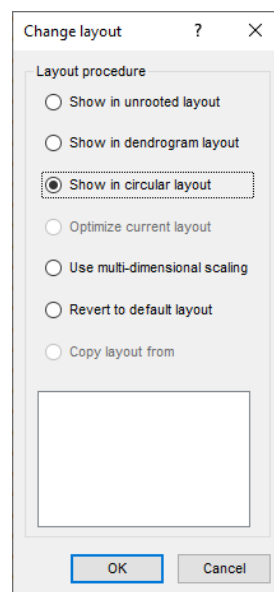 Change layout ?
Layout procedure
Show in unrooted layout
Show in dendrogram layout
Show in circular layout
Optimize current layout
Use multi-dimensional scaling
Revert to default layout
Copy layout from
OK Cancel